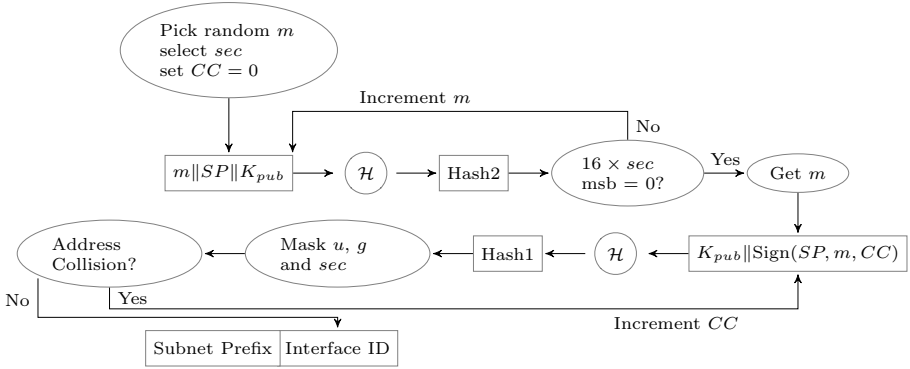 Pick random m
select sec
set CC = 0
Increment m
No
m‖SP‖K_pub
H
Hash2
16 × sec
msb = 0?
Yes
Get m
Address
Collision?
Mask u, g
and sec
Hash1
H
K_pub‖Sign(SP, m, CC)
No
Yes
Increment CC
Subnet Prefix
Interface ID